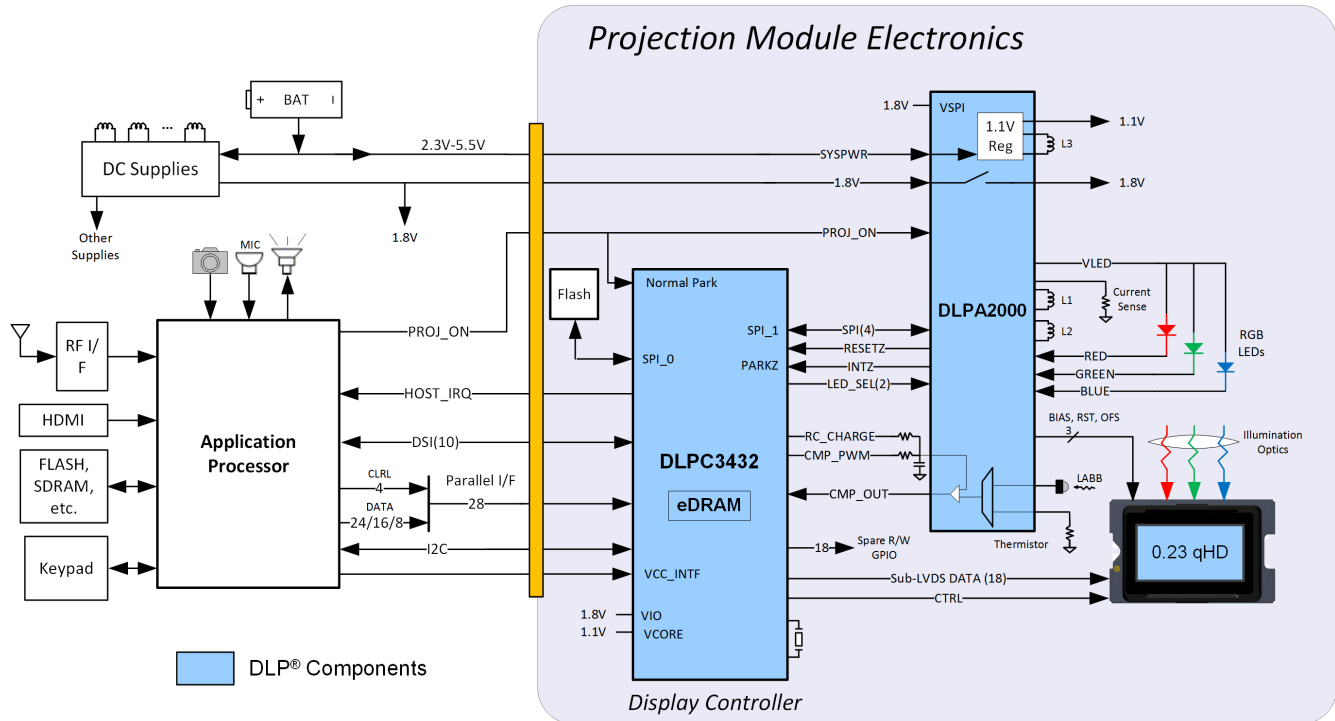 Projection Module Electronics
+ BAT I
DC Supplies
2.3V-5.5V
1.8V
Other
Supplies
MIC
RF I/
F
HDMI
FLASH,
SDRAM,
etc.
Keypad
Application
Processor
PROJ_ON
HOST_IRQ
DSI(10)
CLRL
4
DATA
24/16/8
Parallel I/F
28
I2C
Flash
Normal Park
SPI_0
SPI_1
PARKZ
DLPC3432
eDRAM
VCC_INTF
1.8V
VIO
1.1V
VCORE
Display Controller
SYSPWR
1.8V
PROJ_ON
SPI(4)
RESETZ
INTZ
LED_SEL(2)
RC_CHARGE
CMP_PWM
CMP_OUT
18
Spare R/W
GPIO
Sub-LVDS DATA (18)
CTRL
1.8V
VSPI
1.1V
Reg
DLPA2000
1.1V
L3
1.8V
VLED
Current
Sense
L1
L2
RED
GREEN
BLUE
RGB
LEDs
BIAS, RST, OFS
3
LABB
Thermistor
Illumination
Optics
0.23 qHD
DLP® Components